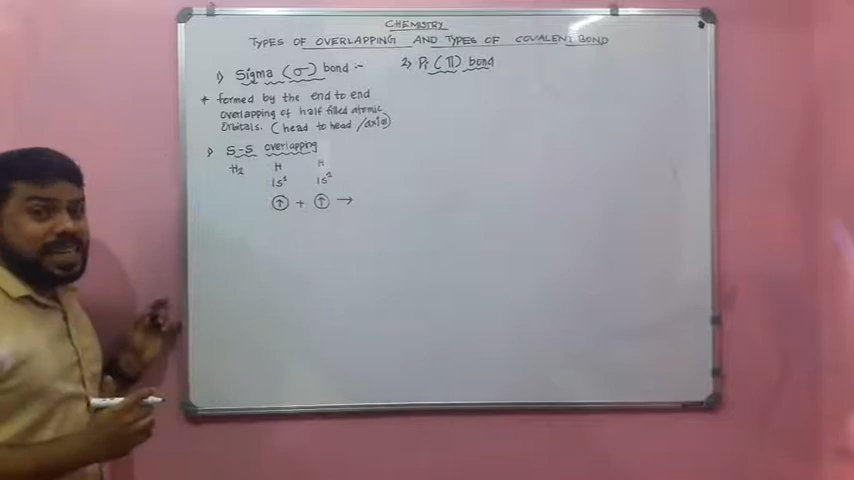 CHEMISTRY
TYPES OF OVERLAPPING AND TYPES OF COVALENT BOND
1) Sigma (σ) bond :- 2) Pi (π) bond
* formed by the end to end
overlapping of half filled atomic
Orbitals. (head to head / axial)
1) S-S overlapping
H₂ H H
1s¹ 1s¹
↑ + ↑ →